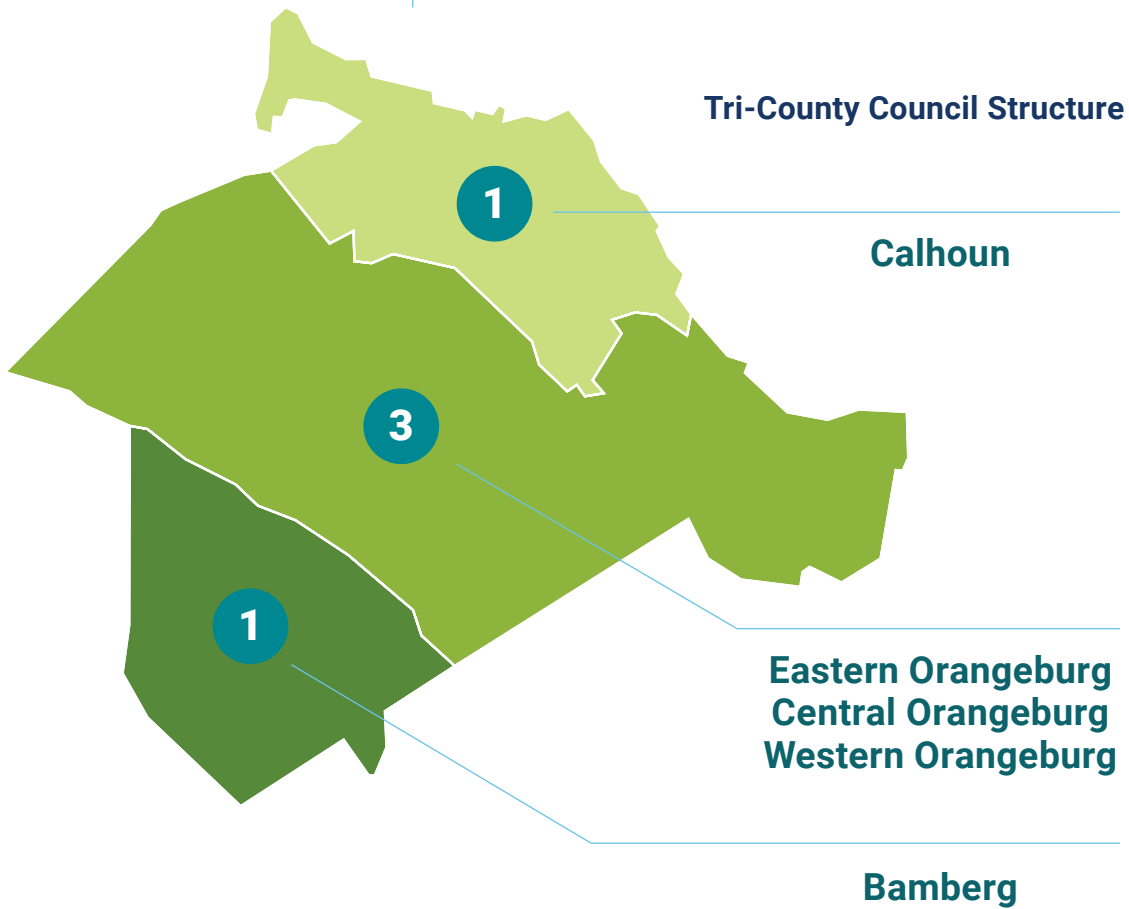 Tri-County Council Structure
1
Calhoun
3
Eastern Orangeburg
Central Orangeburg
Western Orangeburg
1
Bamberg